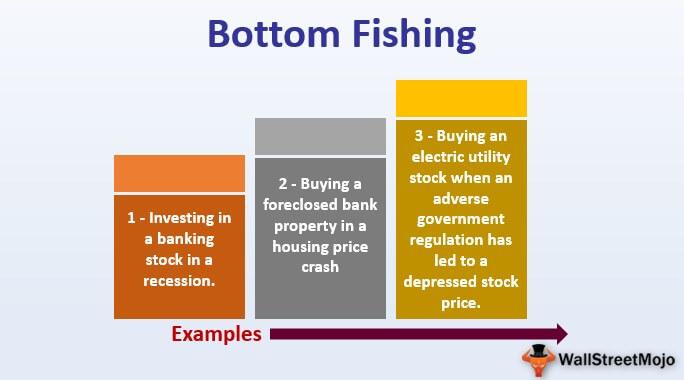 Bottom Fishing
1 - Investing in
a banking
stock in a
recession.
2 - Buying a
foreclosed bank
property in a
housing price
crash
3 - Buying an
electric utility
stock when an
adverse
government
regulation has
led to a
depressed stock
price.
Examples
WallStreetMojo